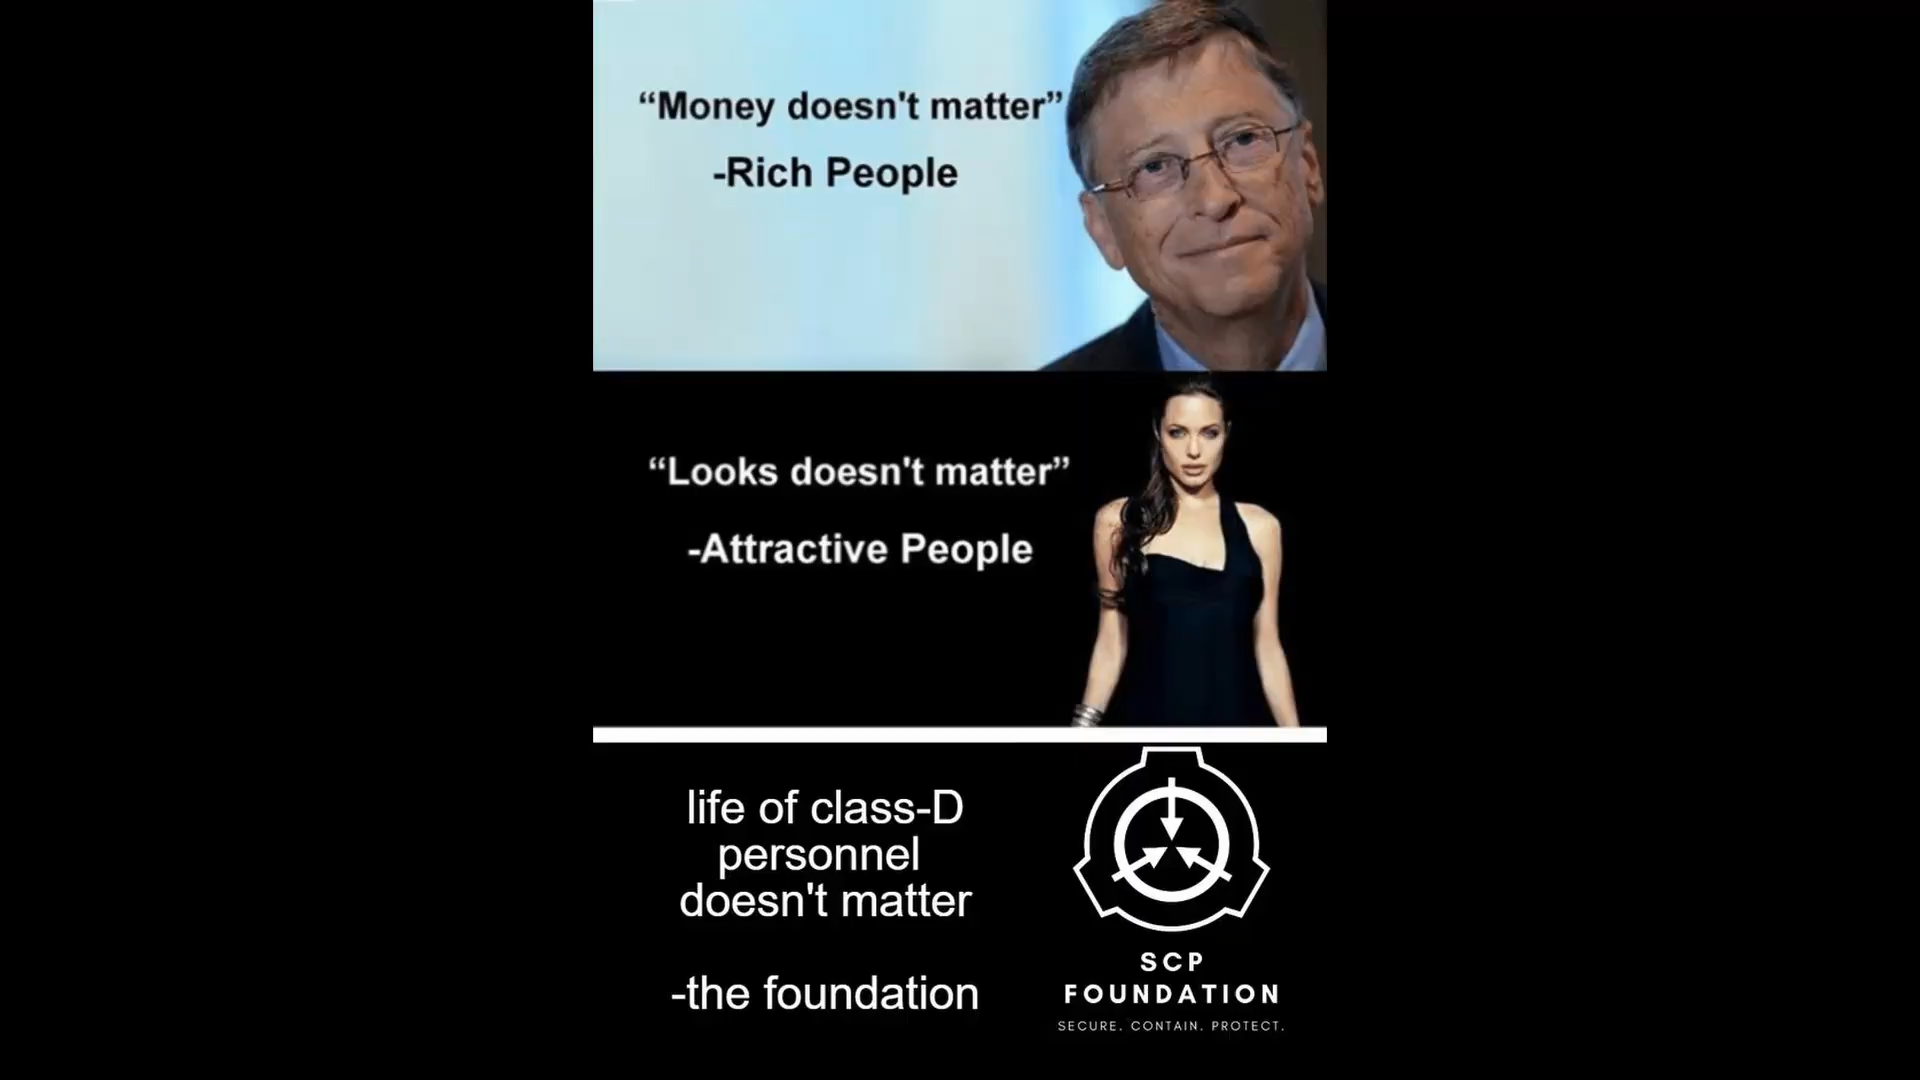 “Money doesn't matter”
-Rich People
“Looks doesn't matter”
-Attractive People
life of class-D
personnel
doesn't matter
-the foundation
SCP
FOUNDATION
SECURE. CONTAIN. PROTECT.